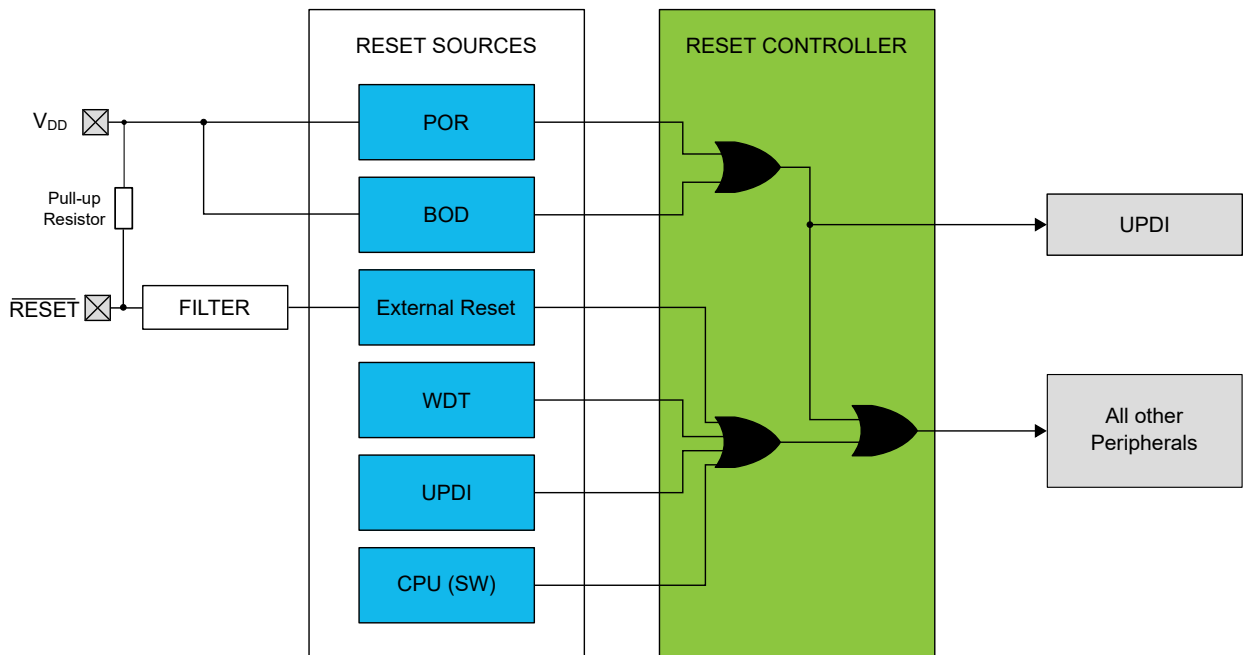 RESET SOURCES
RESET CONTROLLER
VDD
POR
Pull-up
Resistor
BOD
UPDI
RESET
FILTER
External Reset
WDT
All other
Peripherals
UPDI
CPU (SW)